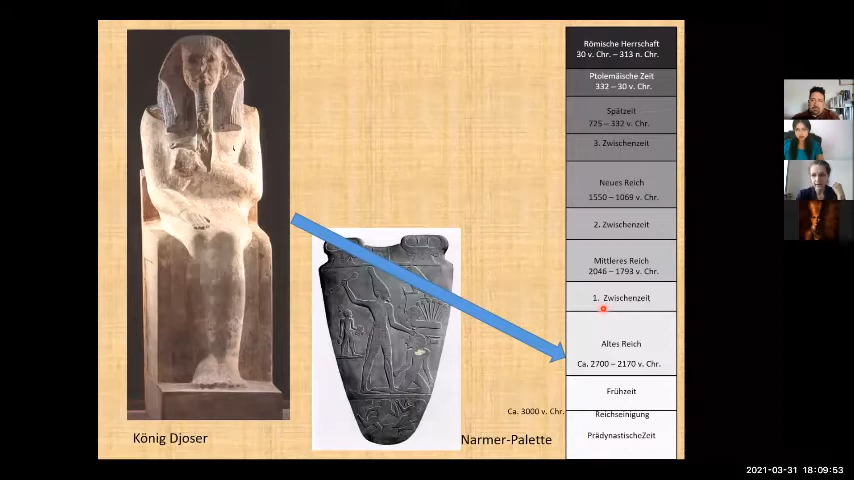 Römische Herrschaft
30 v. Chr. – 313 n. Chr.
Ptolemäische Zeit
332 – 30 v. Chr.
Spätzeit
725 – 332 v. Chr.
3. Zwischenzeit
Neues Reich
1550 – 1069 v. Chr.
2. Zwischenzeit
Mittleres Reich
2046 – 1793 v. Chr.
1. Zwischenzeit
Altes Reich
Ca. 2700 – 2170 v. Chr.
Frühzeit
Ca. 3000 v. Chr.
Reichseinigung
PrädynastischeZeit
König Djoser
Narmer-Palette
2021-03-31 18:09:53